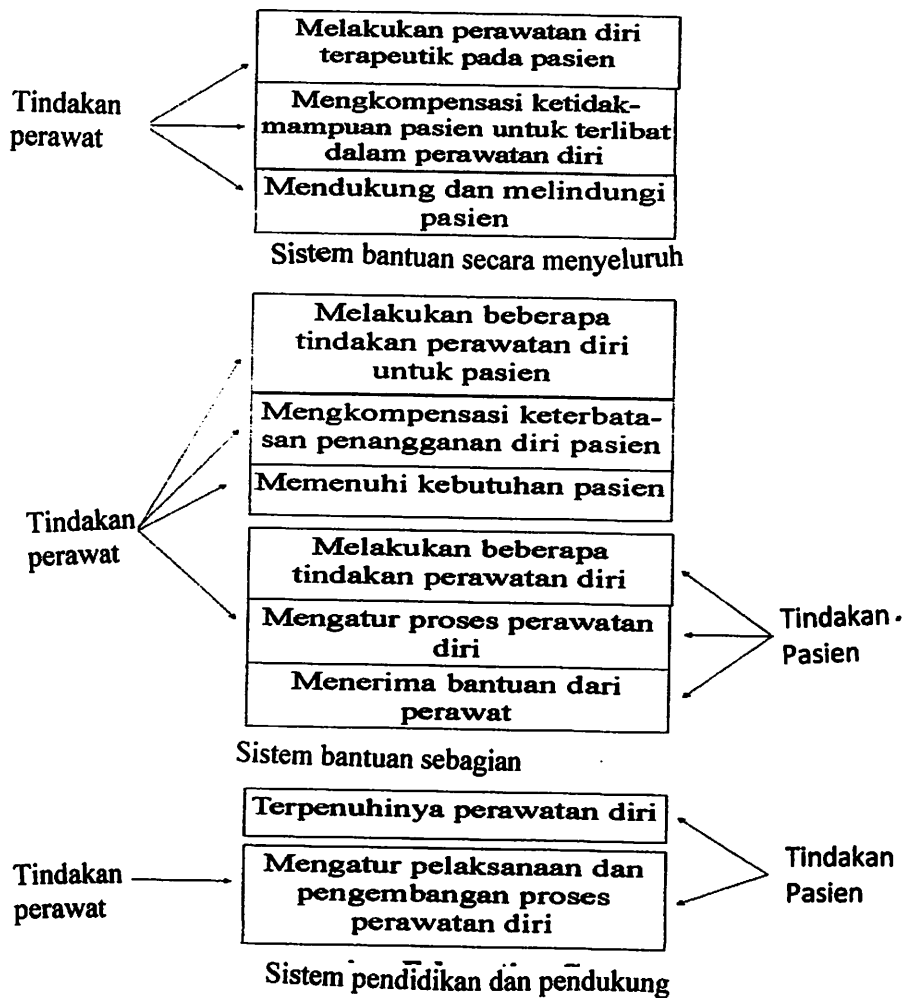 Melakukan perawatan diri
terapeutik pada pasien
Tindakan
perawat
Mengkompensasi ketidak-
mampuan pasien untuk terlibat
dalam perawatan diri
Mendukung dan melindungi
pasien
Sistem bantuan secara menyeluruh
Melakukan beberapa
tindakan perawatan diri
untuk pasien
Mengkompensasi keterbata-
san penangganan diri pasien
Memenuhi kebutuhan pasien
Tindakan
perawat
Melakukan beberapa
tindakan perawatan diri
Mengatur proses perawatan
diri
Menerima bantuan dari
perawat
Tindakan
Pasien
Sistem bantuan sebagian
Terpenuhinya perawatan diri
Tindakan
perawat
Mengatur pelaksanaan dan
pengembangan proses
perawatan diri
Tindakan
Pasien
Sistem pendidikan dan pendukung